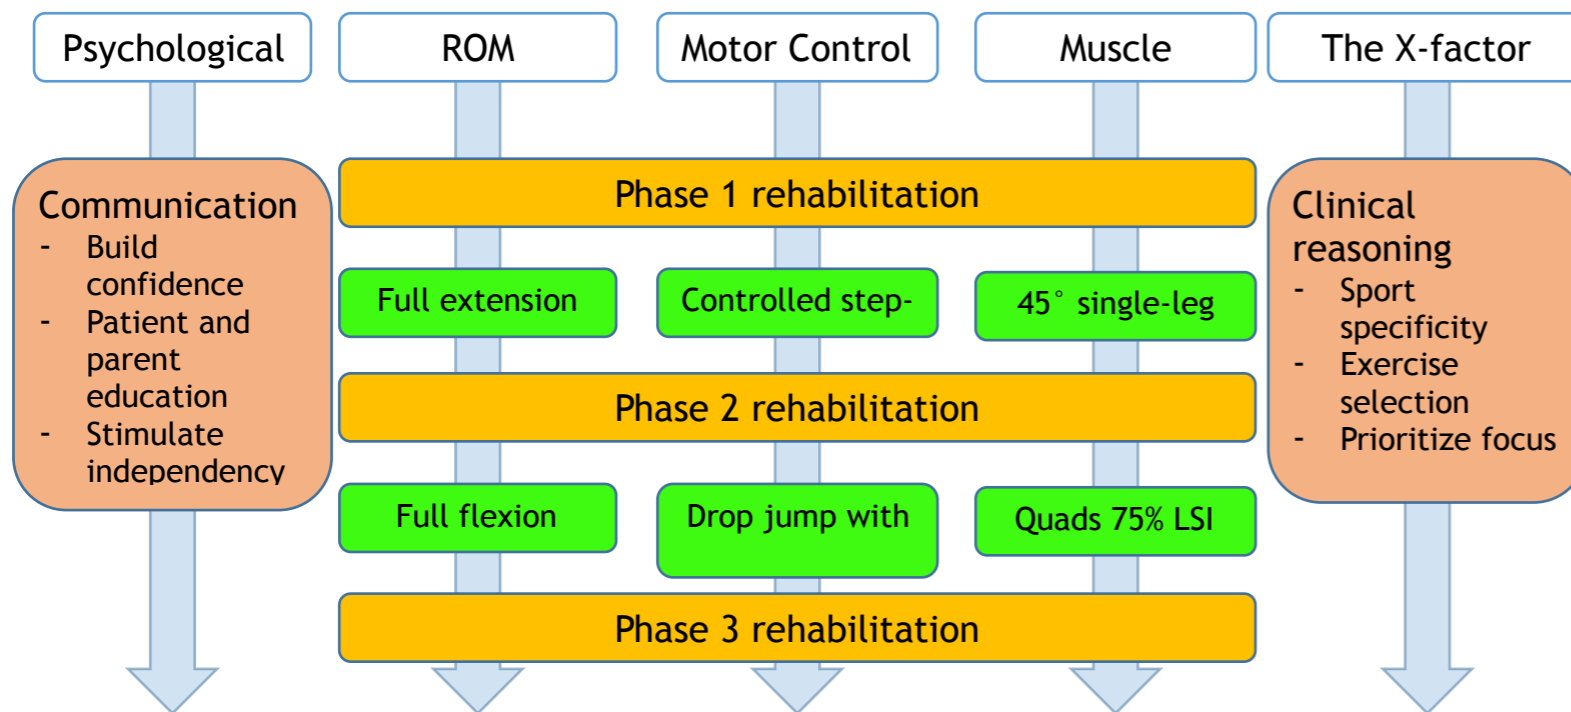 Psychological
ROM
Motor Control
Muscle
The X-factor
Communication
- Build
confidence
- Patient and
parent
education
- Stimulate
independency
Phase 1 rehabilitation
Full extension
Controlled step-
45° single-leg
Phase 2 rehabilitation
Full flexion
Drop jump with
Quads 75% LSI
Phase 3 rehabilitation
Clinical
reasoning
- Sport
specificity
- Exercise
selection
- Prioritize focus